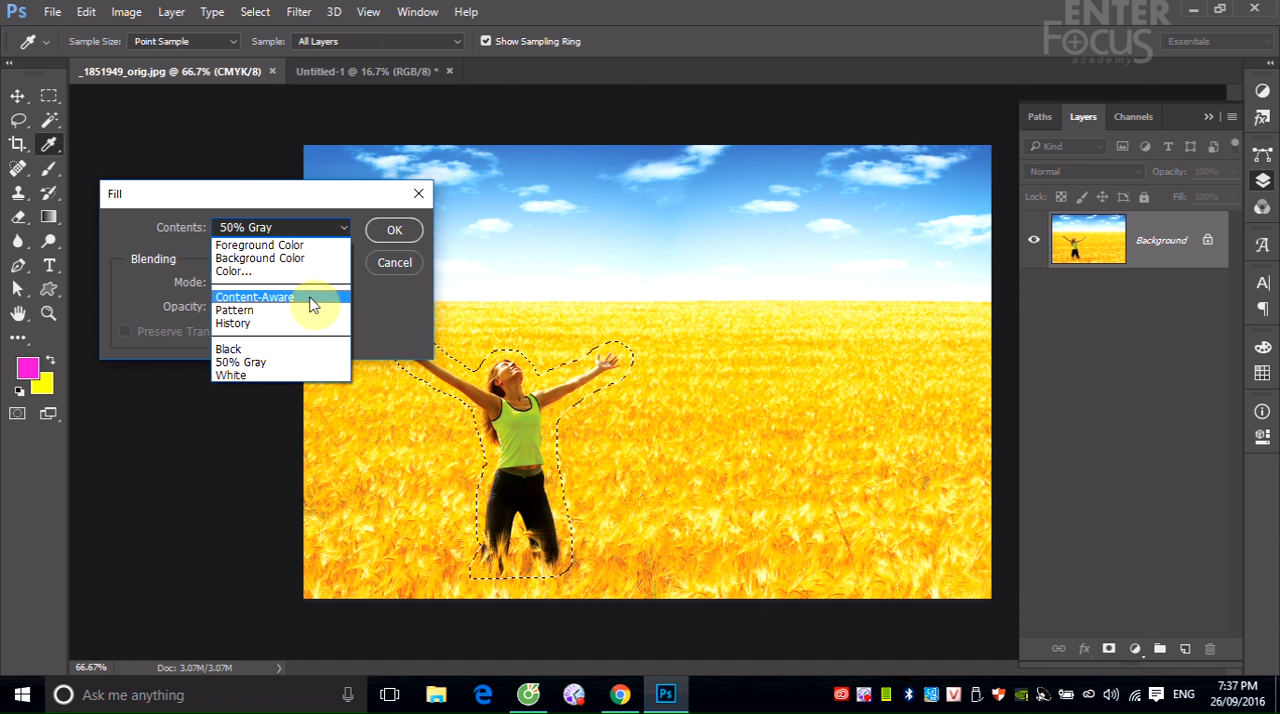 Ps File Edit Image Layer Type Select Filter 3D View Window Help
ENTER
FOCUS
academy
Sample Size: Point Sample Sample: All Layers Show Sampling Ring Essentials
_1851949_orig.jpg @ 66.7% (CMYK/8) × Untitled-1 @ 16.7% (RGB/8) * ×
Paths Layers Channels
Kind
Normal Opacity: 100%
Lock: Fill: 100%
Background
Fill
Contents: 50% Gray OK
Foreground Color
Background Color
Color...
Blending Cancel
Mode:
Content-Aware
Opacity:
Pattern
History
Preserve Tran
Black
50% Gray
White
66.67% Doc: 3.07M/3.07M
Ask me anything
Ps
ENG
7:37 PM
26/09/2016